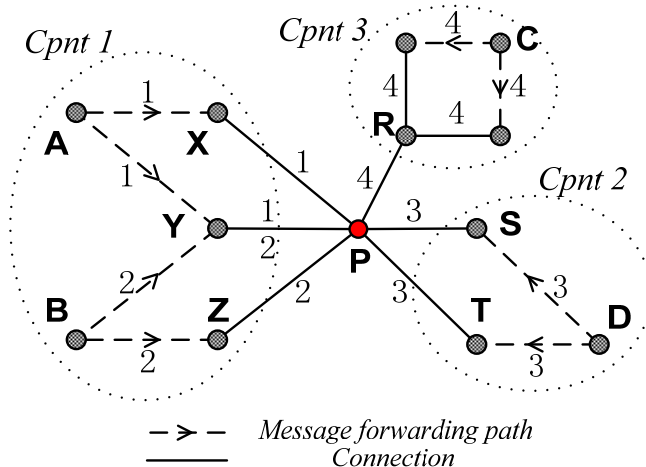 Cpnt 1
Cpnt 3
4
C
1
4
4
A
X
R
4
Cpnt 2
1
1
4
Y
1
3
S
2
P
2
B
Z
2
3
3
T
D
2
3
Message forwarding path
Connection